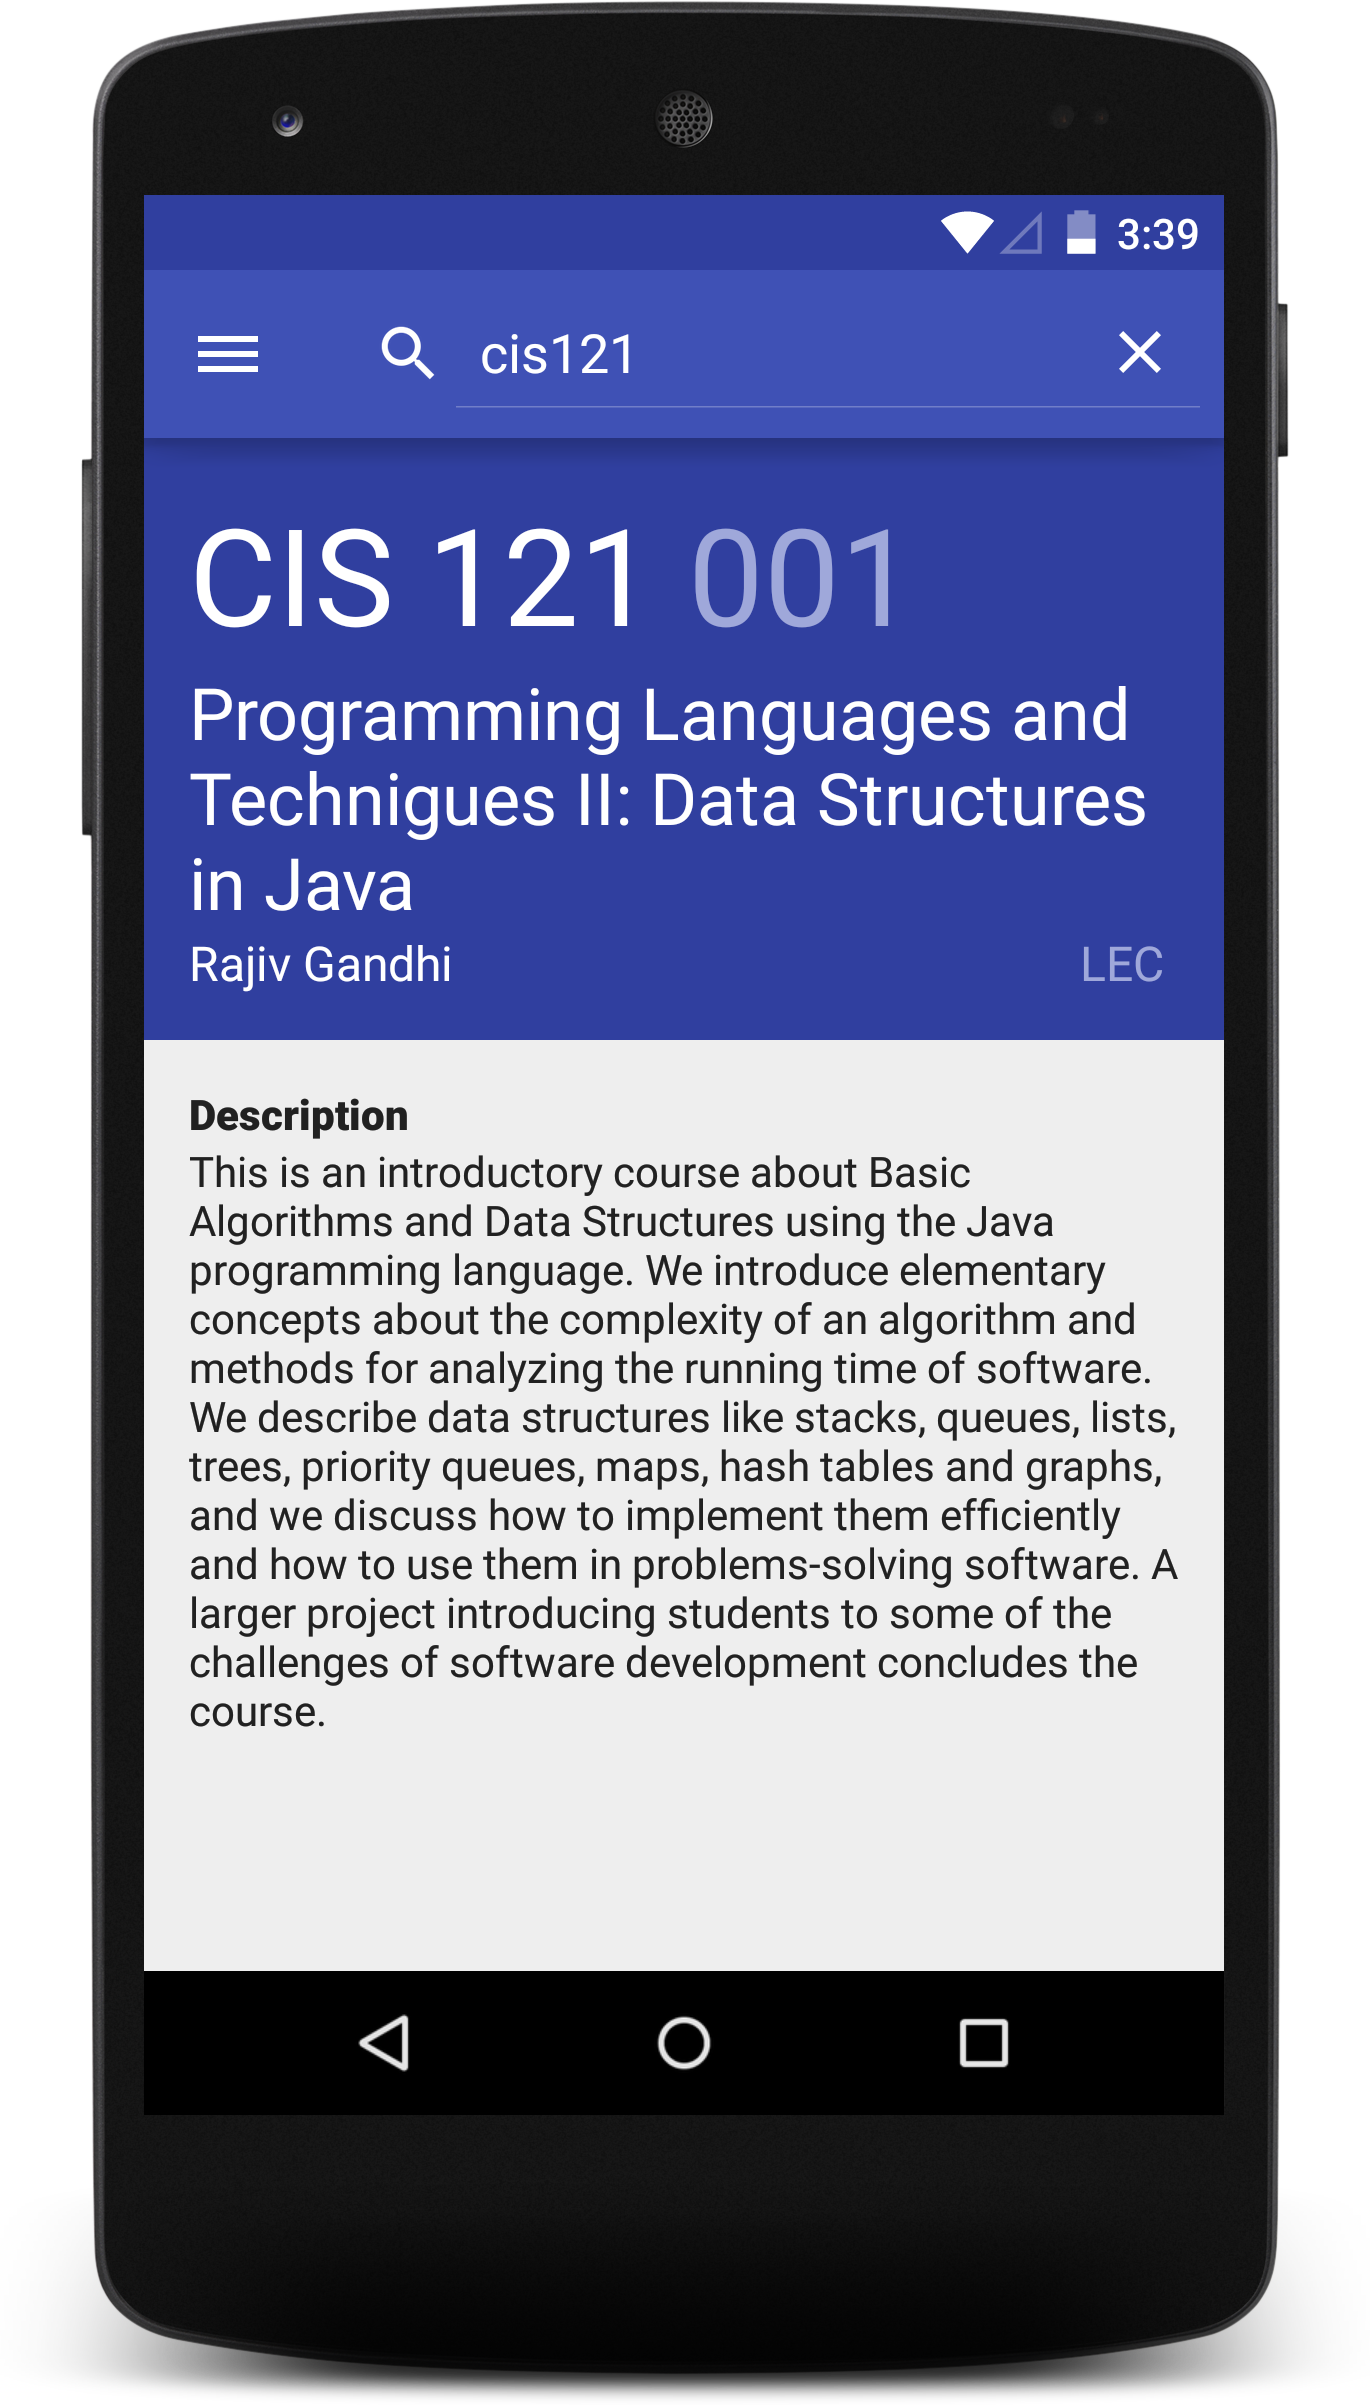 3:39
cis121
CIS 121 001
Programming Languages and
Technigues II: Data Structures
in Java
Rajiv Gandhi LEC
Description
This is an introductory course about Basic
Algorithms and Data Structures using the Java
programming language. We introduce elementary
concepts about the complexity of an algorithm and
methods for analyzing the running time of software.
We describe data structures like stacks, queues, lists,
trees, priority queues, maps, hash tables and graphs,
and we discuss how to implement them efficiently
and how to use them in problems-solving software. A
larger project introducing students to some of the
challenges of software development concludes the
course.